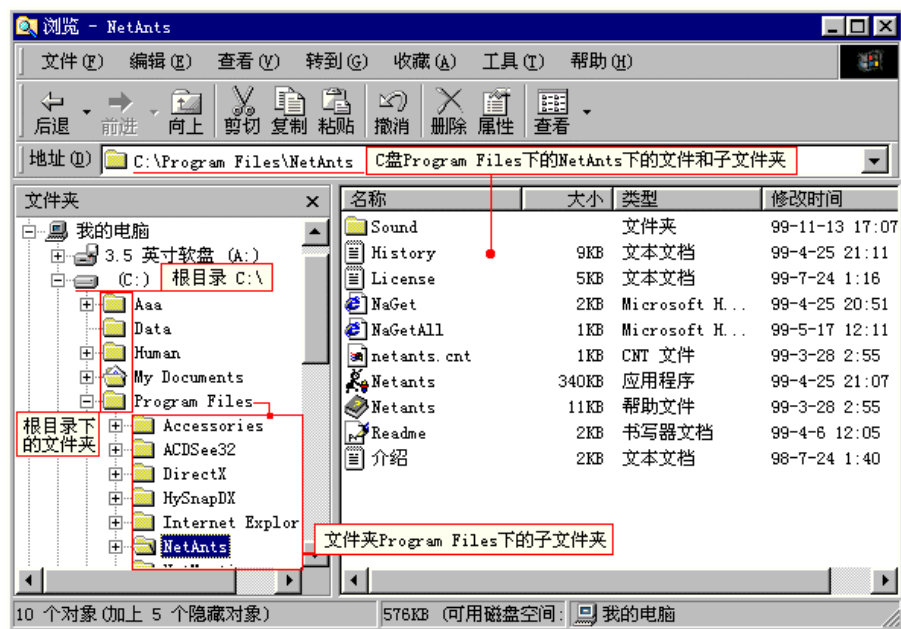 浏览 - NetAnts
文件(F) 编辑(E) 查看(V) 转到(G) 收藏(A) 工具(T) 帮助(H)
后退 前进 向上 剪切 复制 粘贴 撤消 删除 属性 查看
地址(D) C:\Program Files\NetAnts C盘Program Files下的NetAnts下的文件和子文件夹
文件夹
我的电脑
3.5 英寸软盘 (A:)
(C:) 根目录 C:\
Aaa
Data
Human
My Documents
Program Files
根目录下
的文件夹
Accessories
ACDSee32
DirectX
HySnapDX
Internet Explor
NetAnts
文件夹Program Files下的子文件夹
名称 大小 类型 修改时间
Sound 文件夹 99-11-13 17:07
History 9KB 文本文档 99-4-25 21:11
License 5KB 文本文档 99-7-24 1:16
NaGet 2KB Microsoft H... 99-4-25 20:51
NaGetAll 1KB Microsoft H... 99-5-17 12:11
netants.cnt 1KB CNT 文件 99-3-28 2:55
Netants 340KB 应用程序 99-4-25 21:07
Netants 11KB 帮助文件 99-3-28 2:55
Readme 2KB 书写器文档 99-4-6 12:05
介绍 2KB 文本文档 98-7-24 1:40
10 个对象(加上 5 个隐藏对象) 576KB (可用磁盘空间: 我的电脑